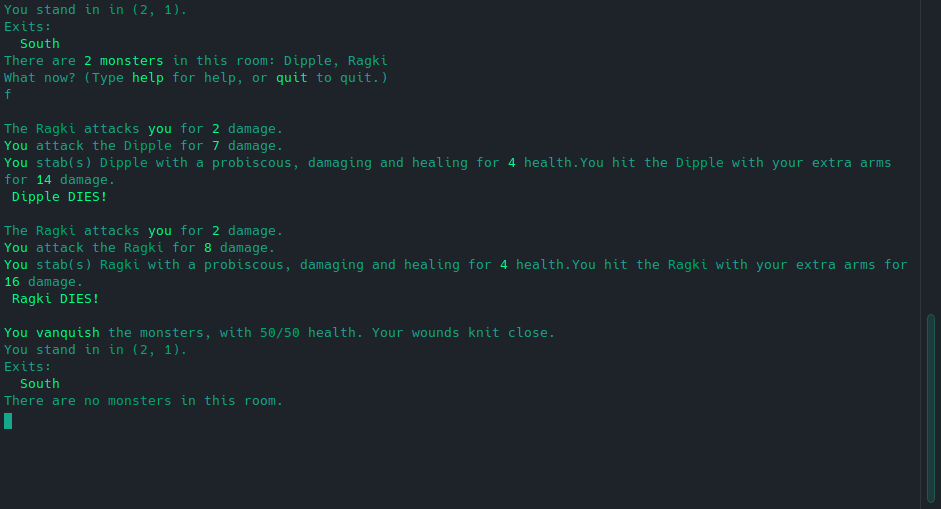 You stand in in (2, 1).
Exits:
South
There are 2 monsters in this room: Dipple, Ragki
What now? (Type help for help, or quit to quit.)
f
The Ragki attacks you for 2 damage.
You attack the Dipple for 7 damage.
You stab(s) Dipple with a probiscous, damaging and healing for 4 health.You hit the Dipple with your extra arms
for 14 damage.
Dipple DIES!
The Ragki attacks you for 2 damage.
You attack the Ragki for 8 damage.
You stab(s) Ragki with a probiscous, damaging and healing for 4 health.You hit the Ragki with your extra arms for
16 damage.
Ragki DIES!
You vanquish the monsters, with 50/50 health. Your wounds knit close.
You stand in in (2, 1).
Exits:
South
There are no monsters in this room.